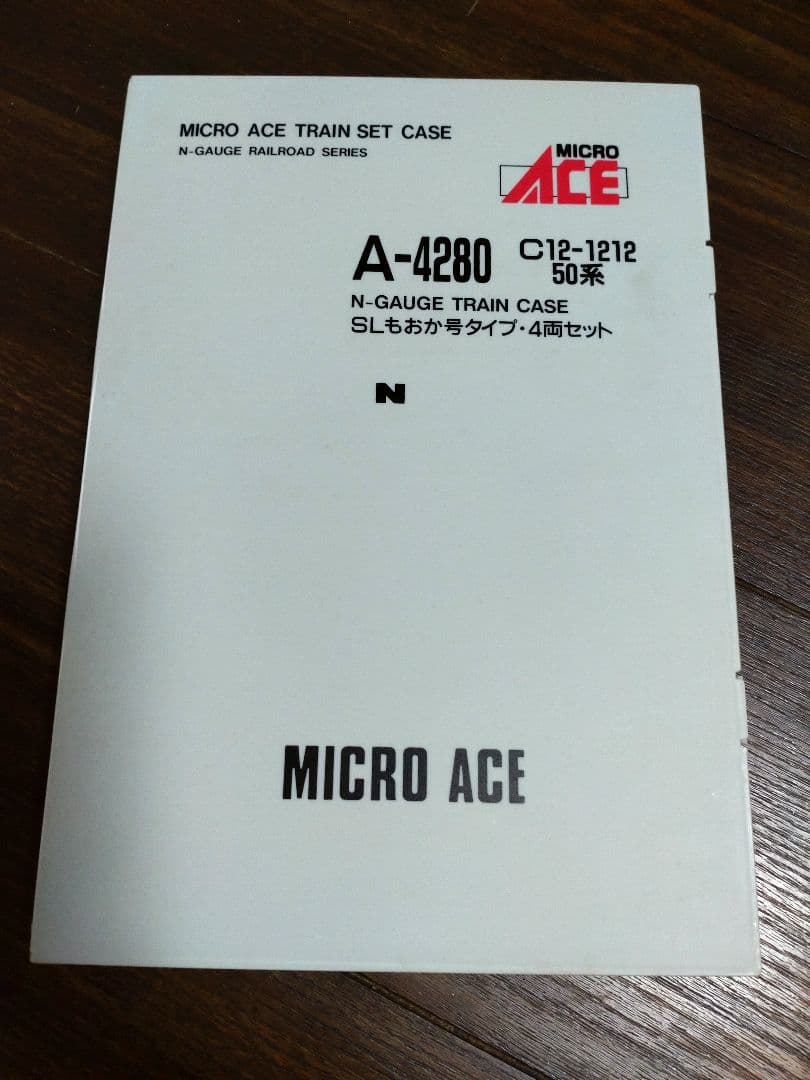 MICRO ACE TRAIN SET CASE
N-GAUGE RAILROAD SERIES
MICRO
ACE
A-4280 C12-1212
50系
N-GAUGE TRAIN CASE
SLもおか号タイプ・4両セット
N
MICRO ACE